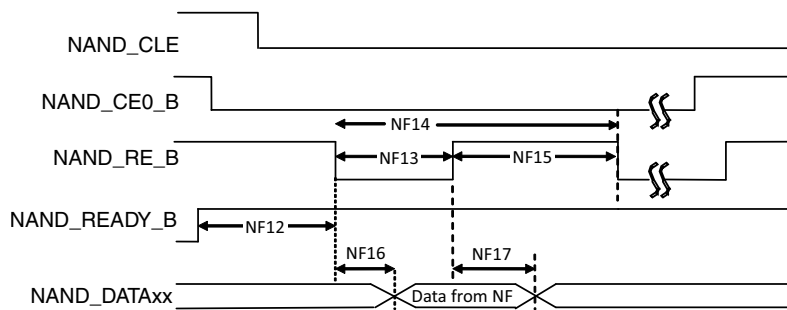 NAND_CLE
NAND_CE0_B
NF14
NAND_RE_B
NF13
NF15
NAND_READY_B
NF12
NF16
NF17
NAND_DATAxx
Data from NF